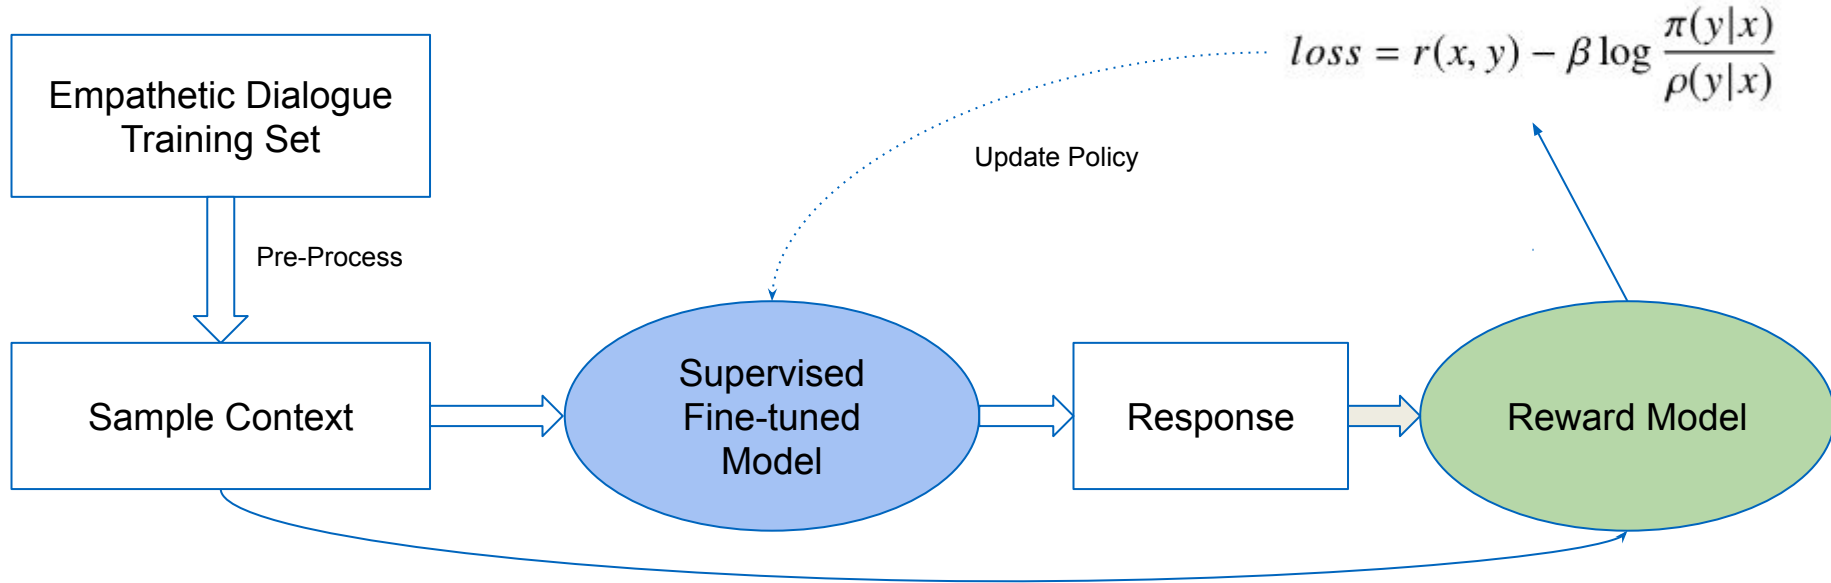 Empathetic Dialogue
Training Set
loss = r(x, y) − β log π(y|x) / ρ(y|x)
Update Policy
Pre-Process
Sample Context
Supervised
Fine-tuned
Model
Response
Reward Model